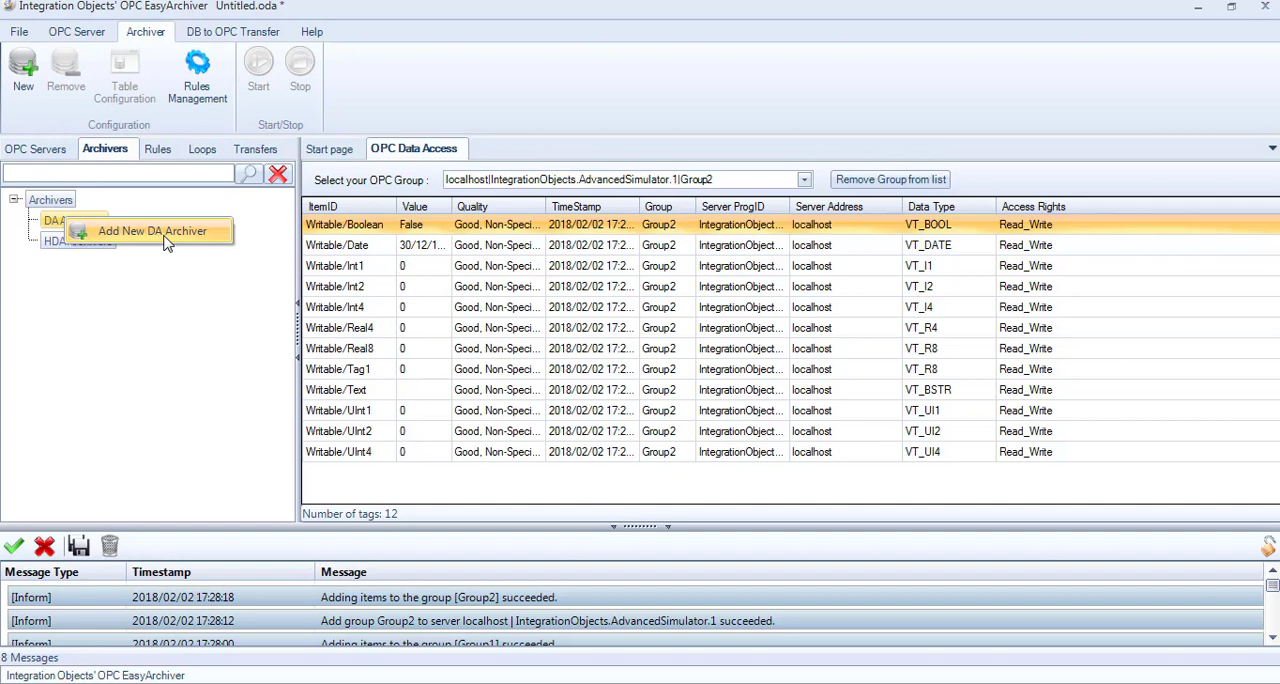 Integration Objects' OPC EasyArchiver Untitled.oda *
File OPC Server Archiver DB to OPC Transfer Help
New Remove Table Configuration Rules Management Start Stop
Configuration Start/Stop
OPC Servers Archivers Rules Loops Transfers Start page OPC Data Access
Select your OPC Group : localhost|IntegrationObjects.AdvancedSimulator.1|Group2 Remove Group from list
Archivers
DA A
Add New DA Archiver
HDA
ItemID Value Quality TimeStamp Group Server ProgID Server Address Data Type Access Rights
Writable/Boolean False Good, Non-Speci... 2018/02/02 17:2... Group2 IntegrationObject... localhost VT_BOOL Read_Write
Writable/Date 30/12/1... Good, Non-Speci... 2018/02/02 17:2... Group2 IntegrationObject... localhost VT_DATE Read_Write
Writable/Int1 0 Good, Non-Speci... 2018/02/02 17:2... Group2 IntegrationObject... localhost VT_I1 Read_Write
Writable/Int2 0 Good, Non-Speci... 2018/02/02 17:2... Group2 IntegrationObject... localhost VT_I2 Read_Write
Writable/Int4 0 Good, Non-Speci... 2018/02/02 17:2... Group2 IntegrationObject... localhost VT_I4 Read_Write
Writable/Real4 0 Good, Non-Speci... 2018/02/02 17:2... Group2 IntegrationObject... localhost VT_R4 Read_Write
Writable/Real8 0 Good, Non-Speci... 2018/02/02 17:2... Group2 IntegrationObject... localhost VT_R8 Read_Write
Writable/Tag1 0 Good, Non-Speci... 2018/02/02 17:2... Group2 IntegrationObject... localhost VT_R8 Read_Write
Writable/Text Good, Non-Speci... 2018/02/02 17:2... Group2 IntegrationObject... localhost VT_BSTR Read_Write
Writable/UInt1 0 Good, Non-Speci... 2018/02/02 17:2... Group2 IntegrationObject... localhost VT_UI1 Read_Write
Writable/UInt2 0 Good, Non-Speci... 2018/02/02 17:2... Group2 IntegrationObject... localhost VT_UI2 Read_Write
Writable/UInt4 0 Good, Non-Speci... 2018/02/02 17:2... Group2 IntegrationObject... localhost VT_UI4 Read_Write
Number of tags: 12
Message Type Timestamp Message
[Inform] 2018/02/02 17:28:18 Adding items to the group [Group2] succeeded.
[Inform] 2018/02/02 17:28:12 Add group Group2 to server localhost | IntegrationObjects.AdvancedSimulator.1 succeeded.
[Inform] 2018/02/02 17:28:00 Adding items to the group [Group1] succeeded.
8 Messages
Integration Objects' OPC EasyArchiver